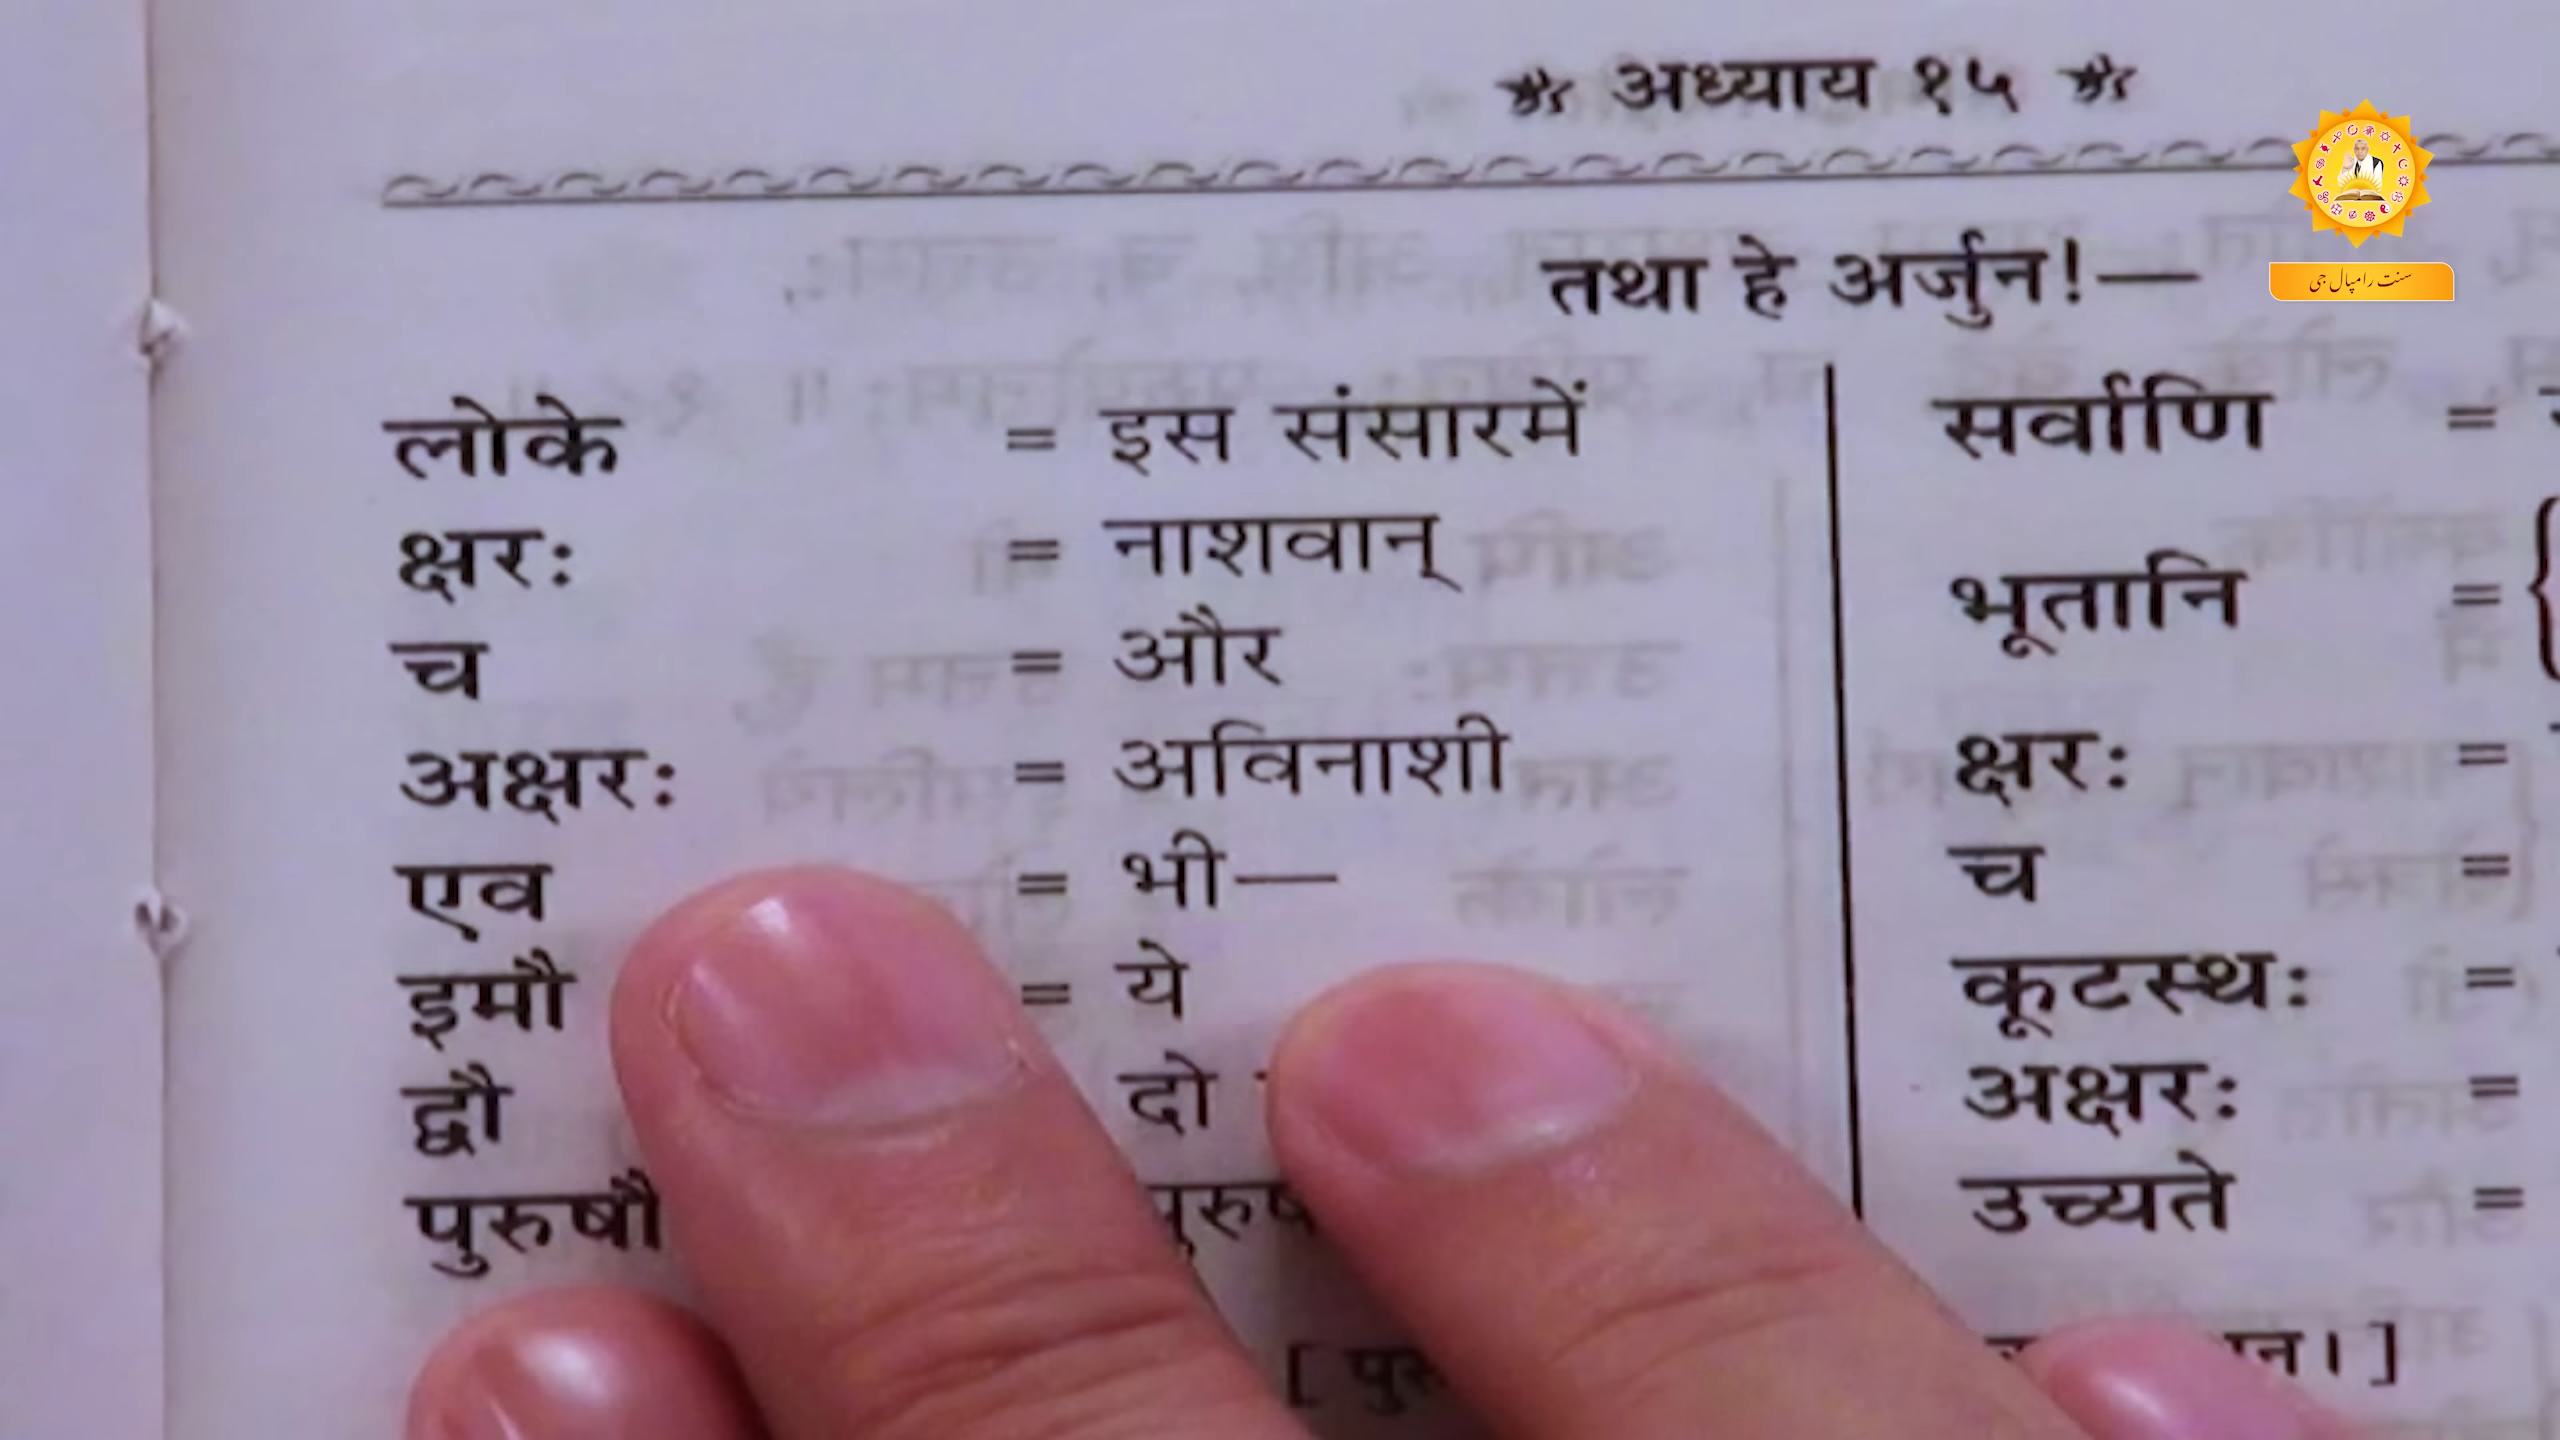 अध्याय १५
سنت رامپال جی
तथा हे अर्जुन!—
लोके = इस संसारमें
क्षरः = नाशवान्
च = और
अक्षरः = अविनाशी
एव = भी—
इमौ = ये
द्वौ दो
पुरुषौ
सर्वाणि =
भूतानि = {
क्षरः =
च =
कूटस्थः =
अक्षरः =
उच्यते =